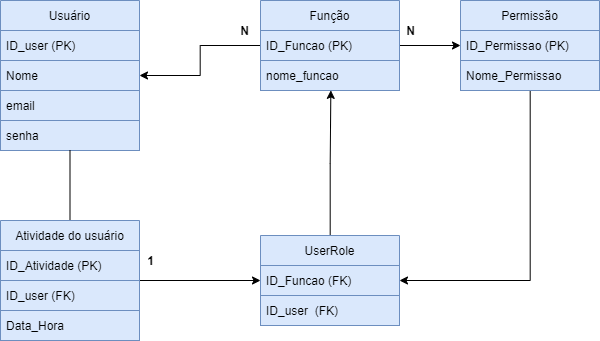 Usuário
ID_user (PK)
Nome
email
senha
N
Função
ID_Funcao (PK)
nome_funcao
N
Permissão
ID_Permissao (PK)
Nome_Permissao
Atividade do usuário
ID_Atividade (PK)
ID_user (FK)
Data_Hora
1
UserRole
ID_Funcao (FK)
ID_user (FK)